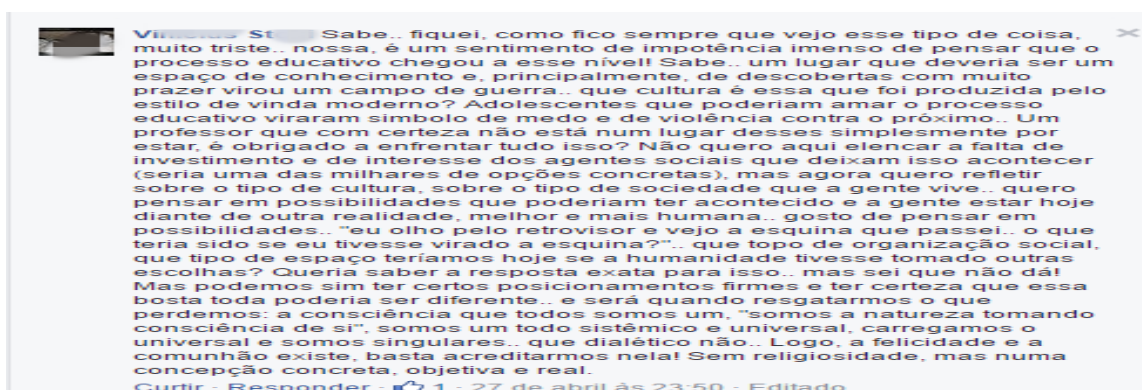 St Sabe.. fiquei, como fico sempre que vejo esse tipo de coisa,
muito triste.. nossa, é um sentimento de impotência imenso de pensar que o
processo educativo chegou a esse nível! Sabe.. um lugar que deveria ser um
espaço de conhecimento e, principalmente, de descobertas com muito
prazer virou um campo de guerra.. que cultura é essa que foi produzida pelo
estilo de vinda moderno? Adolescentes que poderiam amar o processo
educativo viraram simbolo de medo e de violência contra o próximo.. Um
professor que com certeza não está num lugar desses simplesmente por
estar, é obrigado a enfrentar tudo isso? Não quero aqui elencar a falta de
investimento e de interesse dos agentes sociais que deixam isso acontecer
(seria uma das milhares de opções concretas), mas agora quero refletir
sobre o tipo de cultura, sobre o tipo de sociedade que a gente vive.. quero
pensar em possibilidades que poderiam ter acontecido e a gente estar hoje
diante de outra realidade, melhor e mais humana.. gosto de pensar em
possibilidades.. "eu olho pelo retrovisor e vejo a esquina que passei.. o que
teria sido se eu tivesse virado a esquina?".. que topo de organização social,
que tipo de espaço teríamos hoje se a humanidade tivesse tomado outras
escolhas? Queria saber a resposta exata para isso.. mas sei que não dá!
Mas podemos sim ter certos posicionamentos firmes e ter certeza que essa
bosta toda poderia ser diferente.. e será quando resgatarmos o que
perdemos: a consciência que todos somos um, "somos a natureza tomando
consciência de si", somos um todo sistêmico e universal, carregamos o
universal e somos singulares.. que dialético não.. Logo, a felicidade e a
comunhão existe, basta acreditarmos nela! Sem religiosidade, mas numa
concepção concreta, objetiva e real.
Curtir · Responder · 1 · 27 de abril às 23:50 · Editado